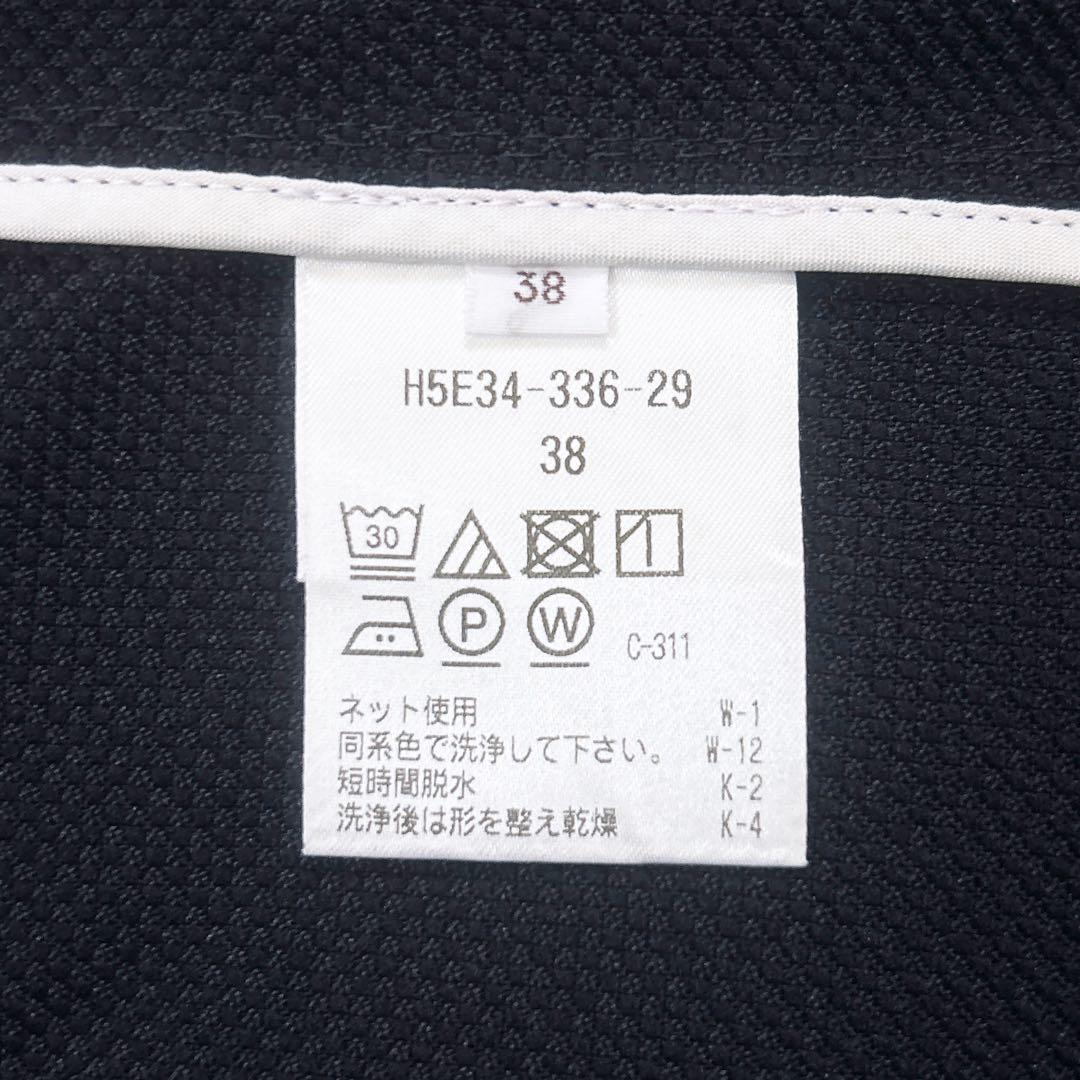 38
H5E34-336-29
38
30
P W C-311
ネット使用 W-1
同系色で洗浄して下さい。 W-12
短時間脱水 K-2
洗浄後は形を整え乾燥 K-4